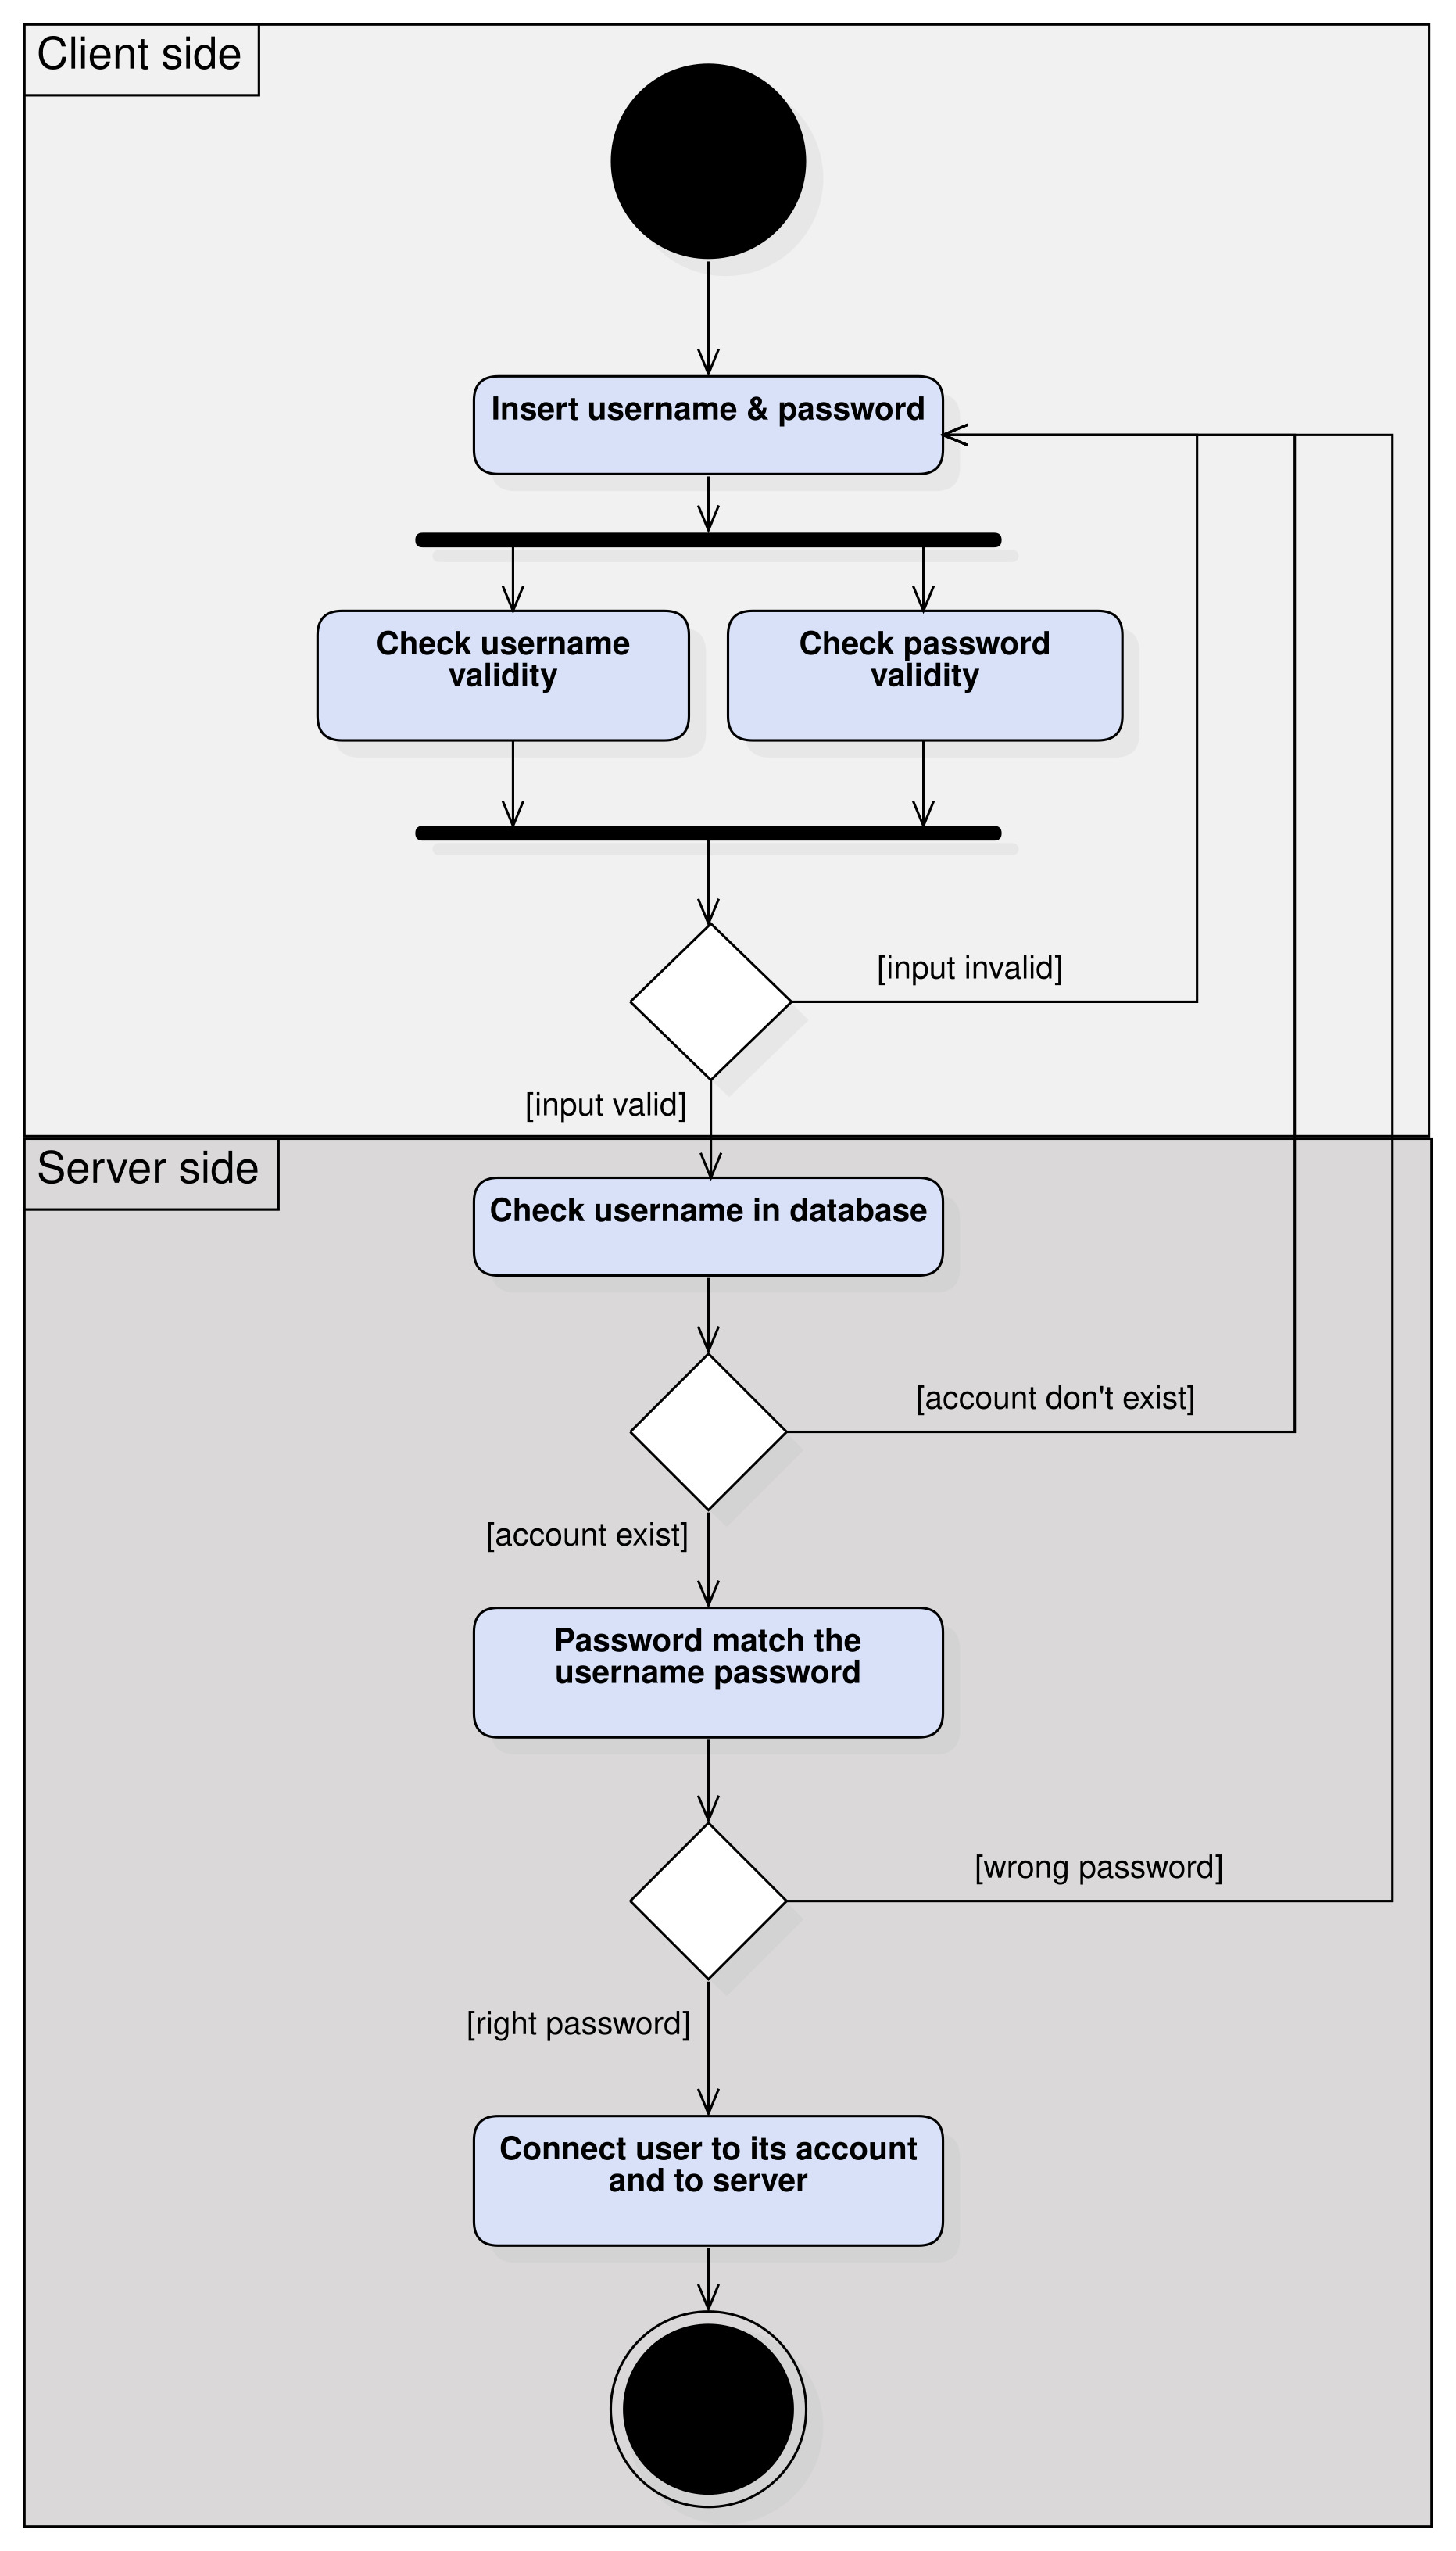 Client side
Insert username & password
Check username
validity
Check password
validity
[input invalid]
[input valid]
Server side
Check username in database
[account don't exist]
[account exist]
Password match the
username password
[wrong password]
[right password]
Connect user to its account
and to server